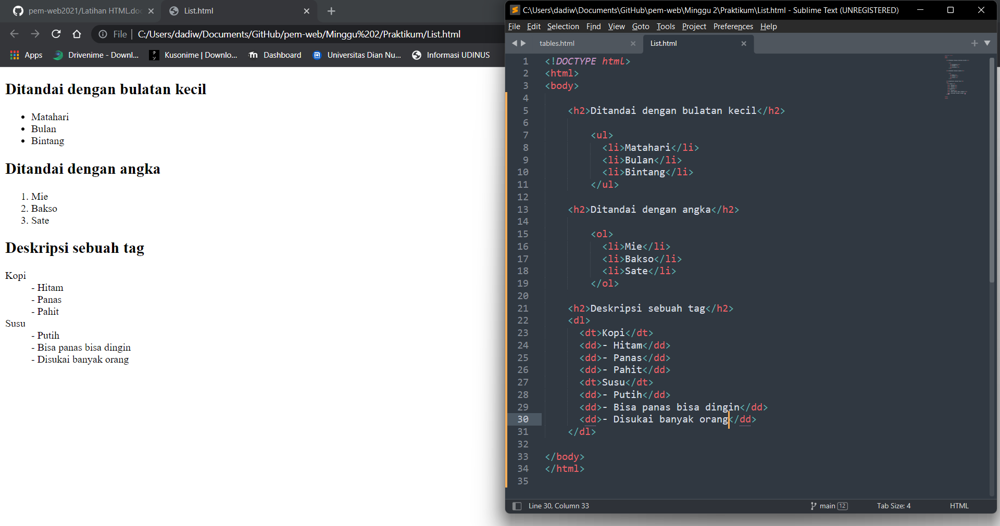 pem-web2021/Latihan HTML.doc
List.html
File
C:/Users/dadiw/Documents/GitHub/pem-web/Minggu%202/Praktikum/List.html
Apps
Drivenime - Downl...
Kusonime | Downlo...
Dashboard
Universitas Dian Nu...
Informasi UDINUS
Ditandai dengan bulatan kecil
• Matahari
• Bulan
• Bintang
Ditandai dengan angka
1. Mie
2. Bakso
3. Sate
Deskripsi sebuah tag
Kopi
- Hitam
- Panas
- Pahit
Susu
- Putih
- Bisa panas bisa dingin
- Disukai banyak orang
C:\Users\dadiw\Documents\GitHub\pem-web\Minggu 2\Praktikum\List.html - Sublime Text (UNREGISTERED)
File Edit Selection Find View Goto Tools Project Preferences Help
tables.html
List.html
1 <!DOCTYPE html>
2 <html>
3 <body>
4
5 <h2>Ditandai dengan bulatan kecil</h2>
6
7 <ul>
8 <li>Matahari</li>
9 <li>Bulan</li>
10 <li>Bintang</li>
11 </ul>
12
13 <h2>Ditandai dengan angka</h2>
14
15 <ol>
16 <li>Mie</li>
17 <li>Bakso</li>
18 <li>Sate</li>
19 </ol>
20
21 <h2>Deskripsi sebuah tag</h2>
22 <dl>
23 <dt>Kopi</dt>
24 <dd>- Hitam</dd>
25 <dd>- Panas</dd>
26 <dd>- Pahit</dd>
27 <dt>Susu</dt>
28 <dd>- Putih</dd>
29 <dd>- Bisa panas bisa dingin</dd>
30 <dd>- Disukai banyak orang</dd>
31 </dl>
32
33 </body>
34 </html>
35
Line 30, Column 33
main 12
Tab Size: 4
HTML